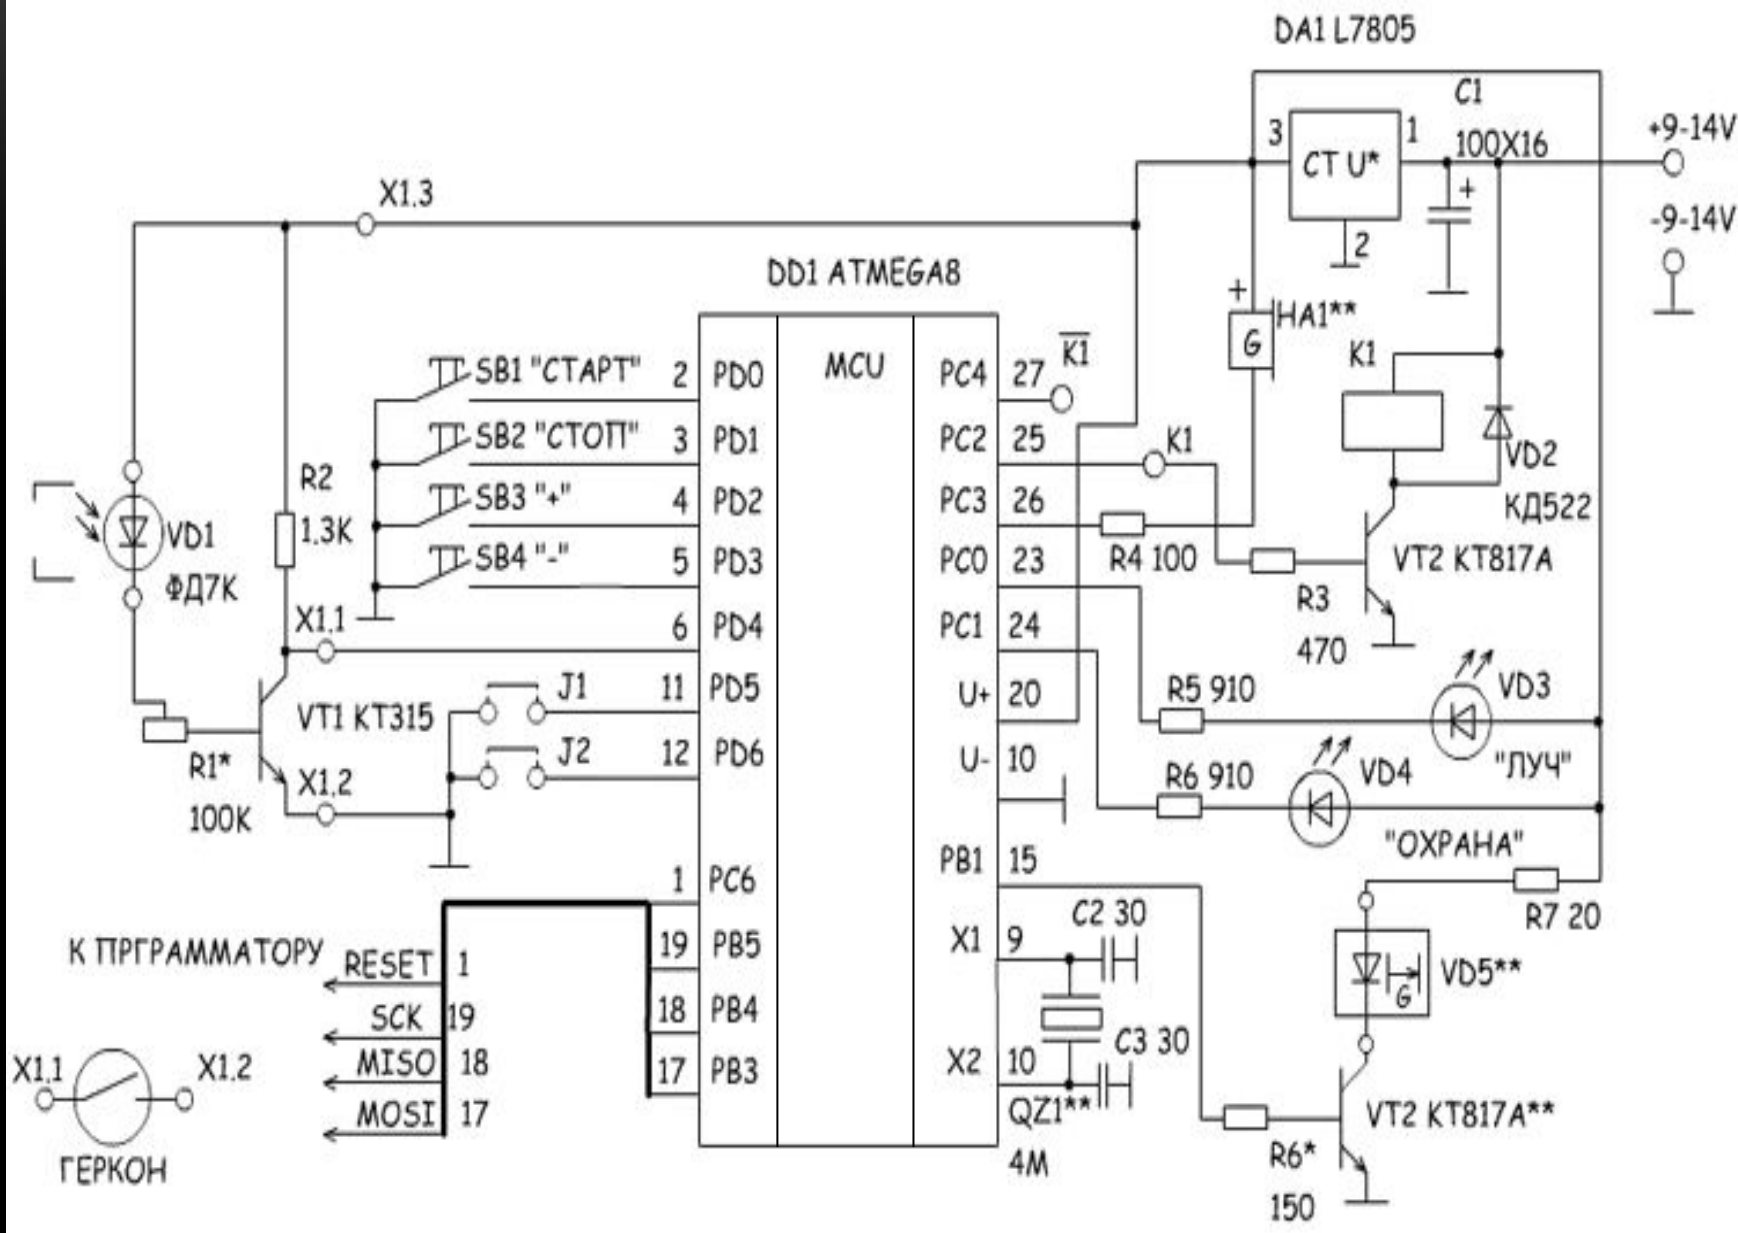 DA1 L7805
C1
100X16
3
CT U*
1
2
+9-14V
-9-14V
X1.3
DD1 ATMEGA8
MCU
+
HA1**
G
+
K1
VD2
КД522
VT2 КТ817А
R3
470
K1
K1
R4 100
SB1 "СТАРТ" 2 PD0
SB2 "СТОП" 3 PD1
SB3 "+" 4 PD2
SB4 "-" 5 PD3
6 PD4
J1 11 PD5
J2 12 PD6
1 PC6
19 PB5
18 PB4
17 PB3
PC4 27
PC2 25
PC3 26
PC0 23
PC1 24
U+ 20
U- 10
PB1 15
X1 9
X2 10
R2
1.3K
VD1
ФД7К
X1.1
VT1 КТ315
R1*
100K
X1.2
R5 910
VD3
"ЛУЧ"
R6 910
VD4
"ОХРАНА"
R7 20
VD5**
G
C2 30
C3 30
QZ1**
4M
VT2 КТ817А**
R6*
150
К ПРГРАММАТОРУ
RESET 1
SCK 19
MISO 18
MOSI 17
X1.1
X1.2
ГЕРКОН